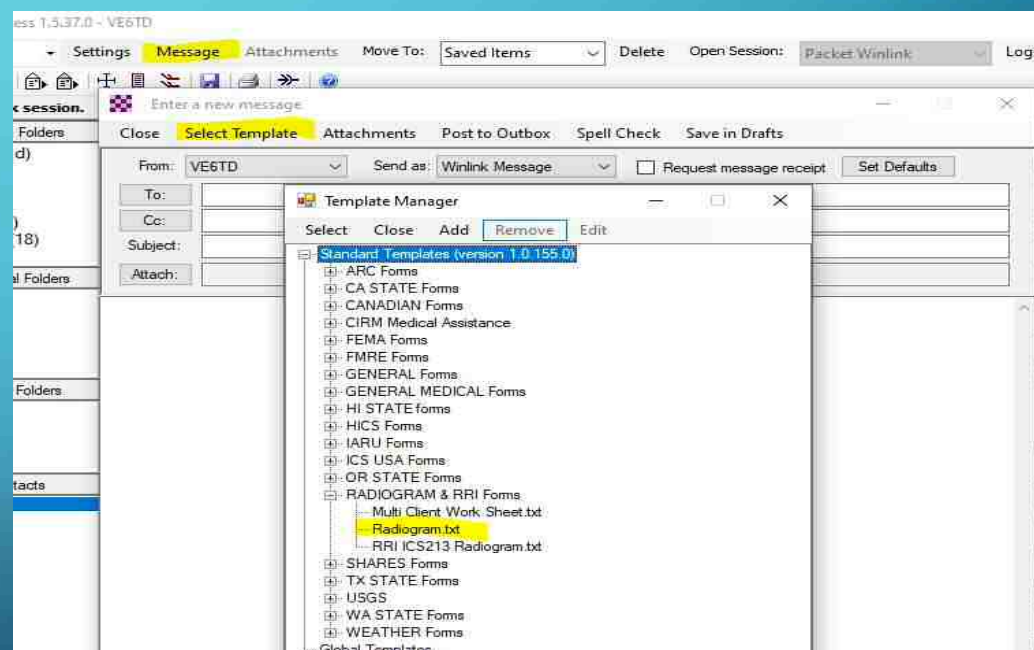 ess 1.5.37.0 - VE6TD
Settings Message Attachments Move To: Saved Items Delete Open Session: Packet Winlink Log
k session.
Enter a new message
Folders
Close Select Template Attachments Post to Outbox Spell Check Save in Drafts
d)
From: VE6TD Send as: Winlink Message Request message receipt Set Defaults
To:
Template Manager
)
Cc:
Select Close Add Remove Edit
18)
Subject:
Standard Templates (version 1.0.155.0)
al Folders
Attach:
ARC Forms
CA STATE Forms
CANADIAN Forms
CIRM Medical Assistance
FEMA Forms
FMRE Forms
GENERAL Forms
Folders
GENERAL MEDICAL Forms
HI STATE forms
HICS Forms
IARU Forms
ICS USA Forms
OR STATE Forms
tacts
RADIOGRAM & RRI Forms
Multi Client Work Sheet.txt
Radiogram.txt
RRI ICS213 Radiogram.txt
SHARES Forms
TX STATE Forms
USGS
WA STATE Forms
WEATHER Forms
Global Templates